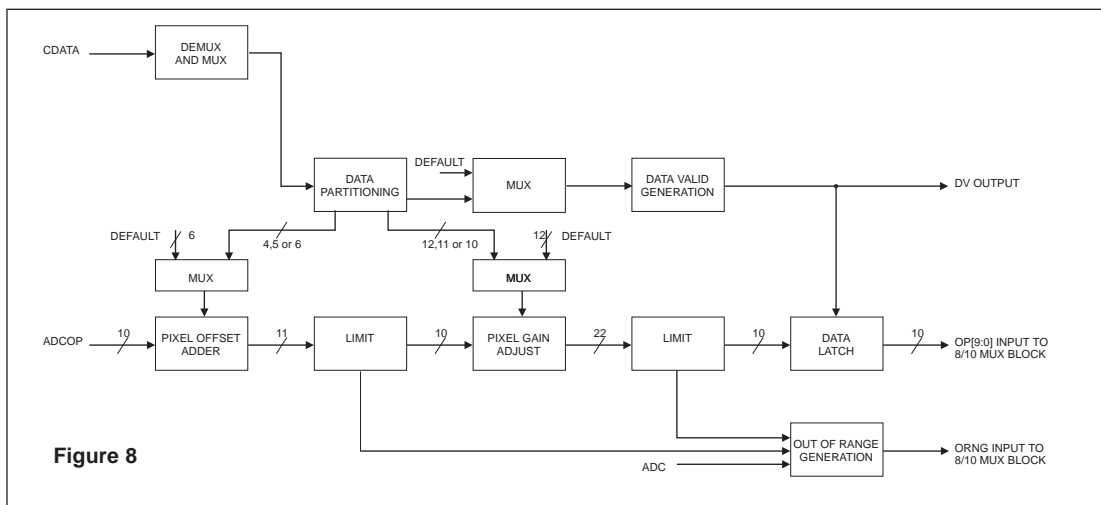 CDATA
DEMUX
AND MUX
DATA
PARTITIONING
DEFAULT
MUX
DATA VALID
GENERATION
DV OUTPUT
DEFAULT
6
4,5 or 6
12,11 or 10
12
DEFAULT
MUX
MUX
ADCOP
10
PIXEL OFFSET
ADDER
11
LIMIT
10
PIXEL GAIN
ADJUST
22
LIMIT
10
DATA
LATCH
10
OP[9:0] INPUT TO
8/10 MUX BLOCK
Figure 8
ADC
OUT OF RANGE
GENERATION
ORNG INPUT TO
8/10 MUX BLOCK